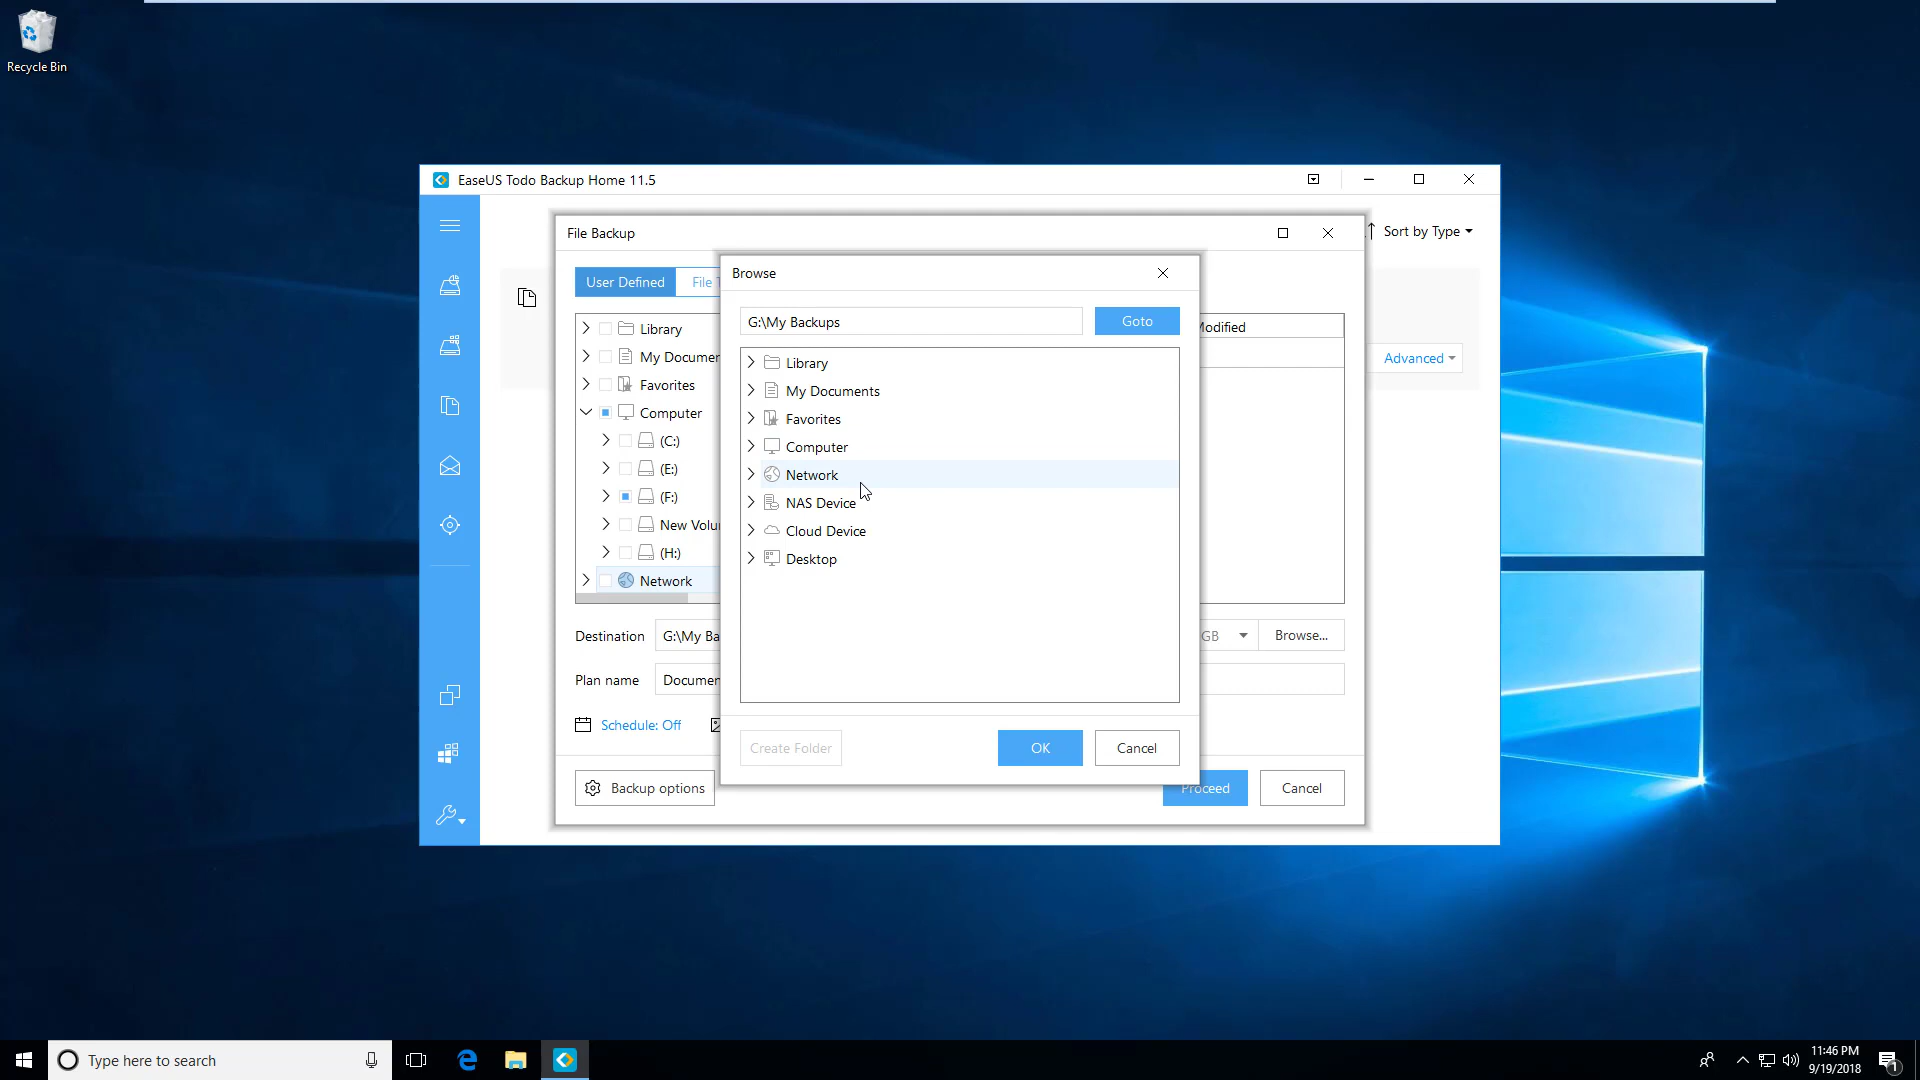 Recycle Bin
EaseUS Todo Backup Home 11.5
Sort by Type
File Backup
Browse
User Defined
File
G:\My Backups
Goto
Modified
Library
My Documen
Favorites
Computer
(C:)
(E:)
(F:)
New Volu
(H:)
Network
Library
My Documents
Favorites
Computer
Network
NAS Device
Cloud Device
Desktop
Advanced
Destination
G:\My Ba
GB
Browse...
Plan name
Documen
Schedule: Off
Create Folder
OK
Cancel
Backup options
Proceed
Cancel
Type here to search
11:46 PM
9/19/2018
1